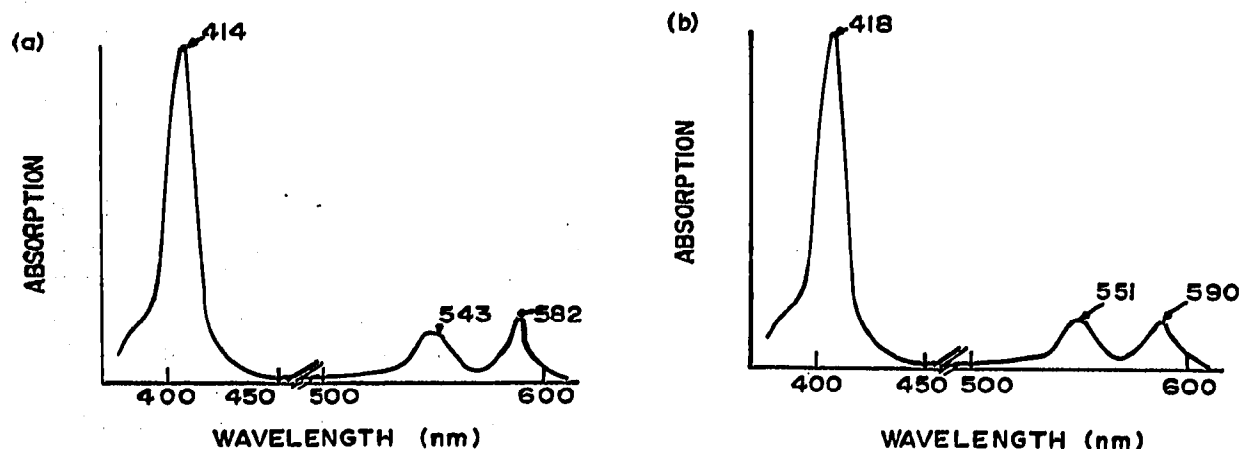 (a)
414
543
582
ABSORPTION
400 450 500 600
WAVELENGTH (nm)
(b)
418
551
590
ABSORPTION
400 450 500 600
WAVELENGTH (nm)